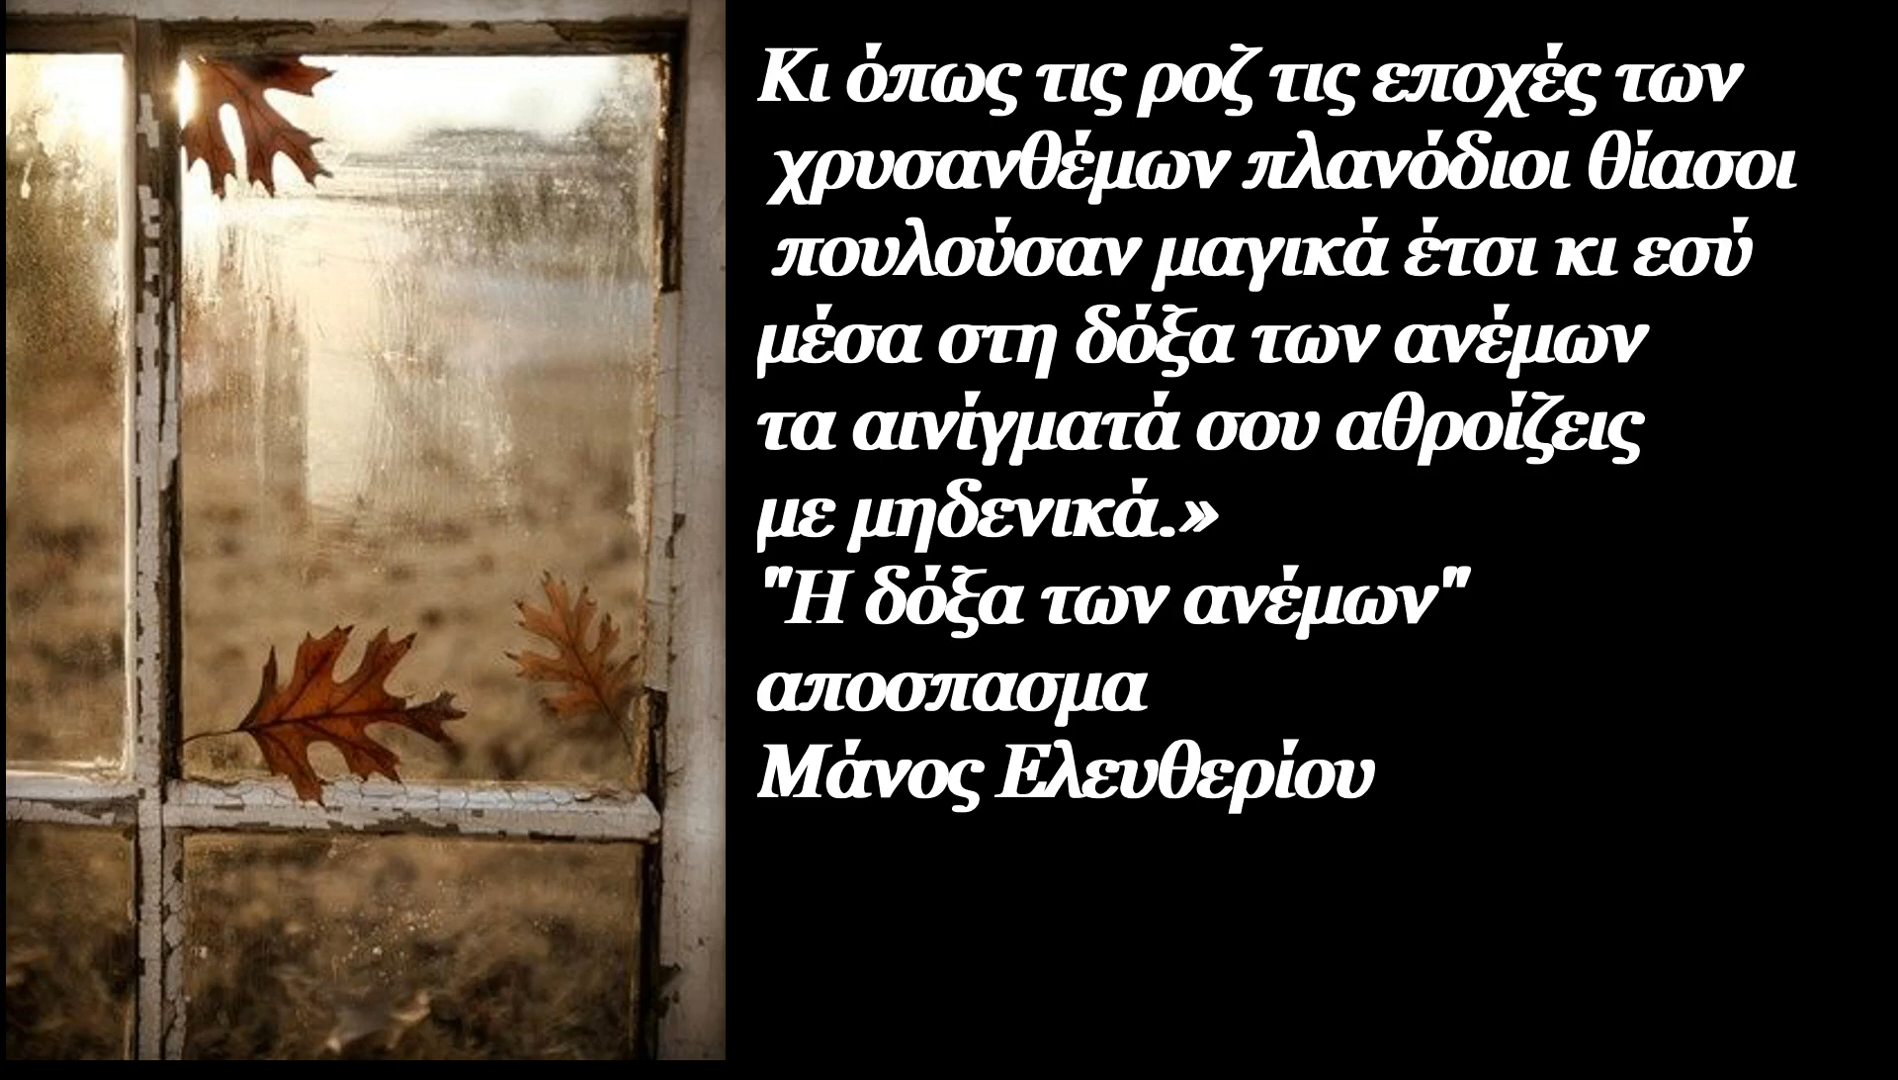 Κι όπως τις ροζ τις εποχές των
χρυσανθέμων πλανόδιοι θίασοι
πουλούσαν μαγικά έτσι κι εσύ
μέσα στη δόξα των ανέμων
τα αινίγματά σου αθροίζεις
με μηδενικά.»
"Η δόξα των ανέμων"
αποσπασμα
Μάνος Ελευθερίου